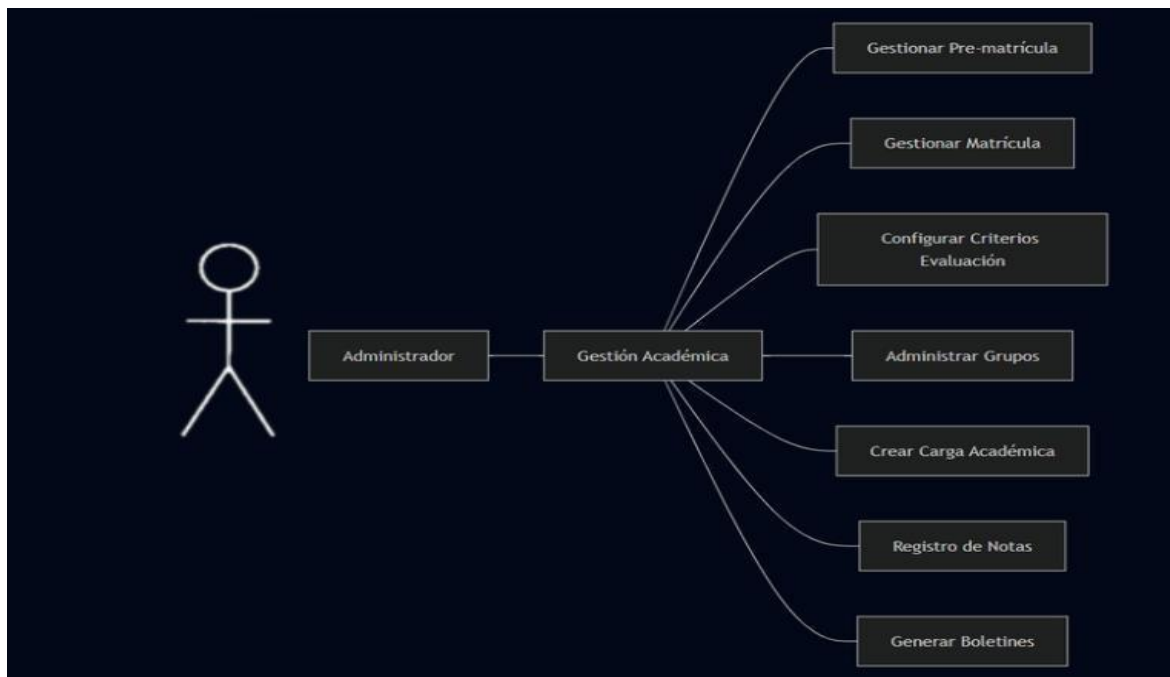 Gestionar Pre-matrícula
Gestionar Matrícula
Configurar Criterios
Evaluación
Administrador
Gestión Académica
Administrar Grupos
Crear Carga Académica
Registro de Notas
Generar Boletines